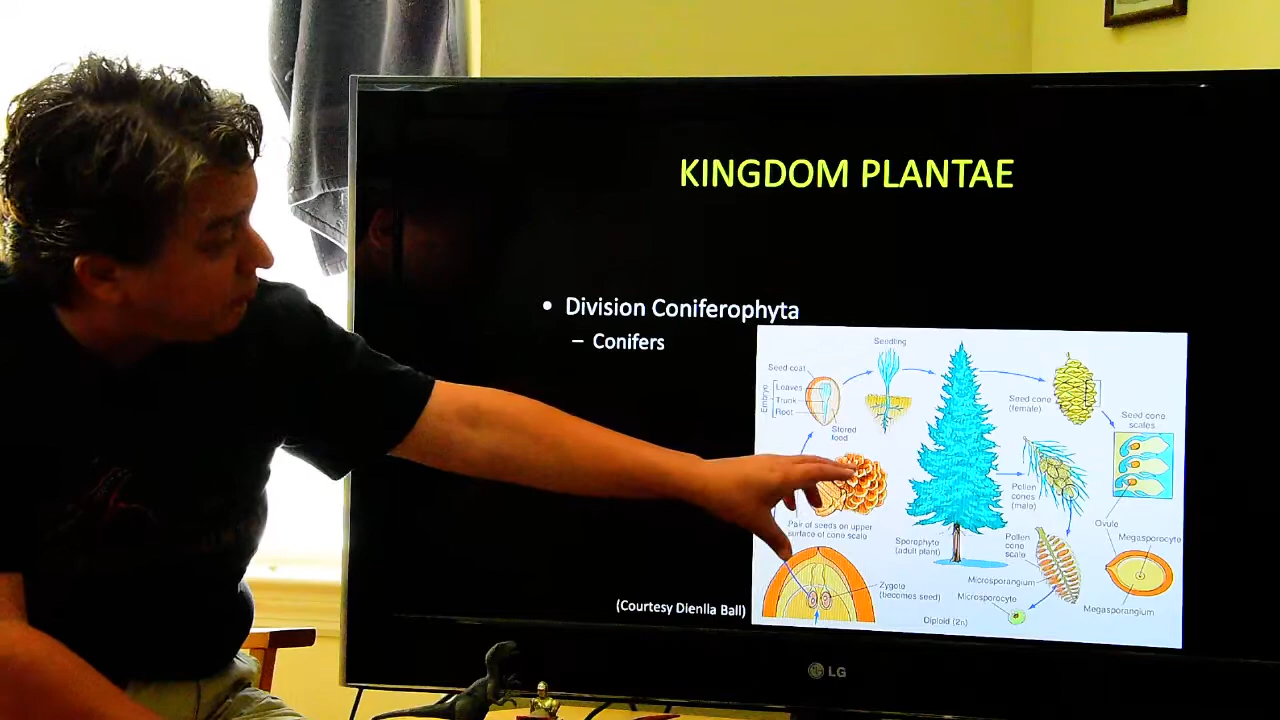 KINGDOM PLANTAE
• Division Coniferophyta
– Conifers
Seedling
Seed coat
Embryo
Leaves
Trunk
Root
Stored
food
Seed cone
(female)
Seed cone
scales
Pollen
cones
(male)
Pair of seeds on upper
surface of cone scale
Sporophyte
(adult plant)
Pollen
cone
scale
Ovule
Megasporocyte
Microsporangium
Microsporocyte
Megasporangium
Zygote
(becomes seed)
Diploid (2n)
(Courtesy Dienlla Ball)
LG